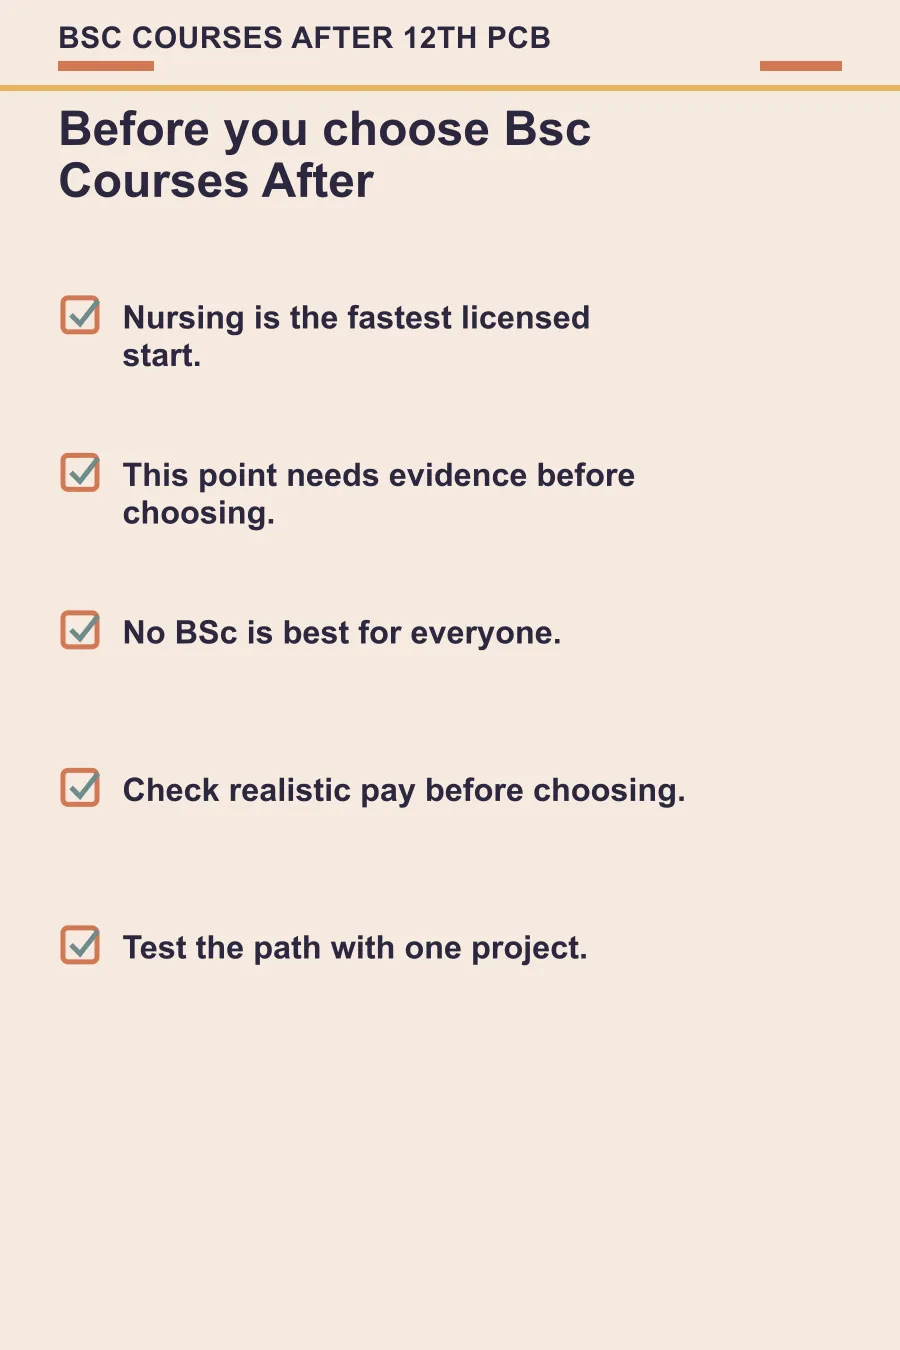 BSC COURSES AFTER 12TH PCB
Before you choose Bsc
Courses After
Nursing is the fastest licensed
start.
This point needs evidence before
choosing.
No BSc is best for everyone.
Check realistic pay before choosing.
Test the path with one project.